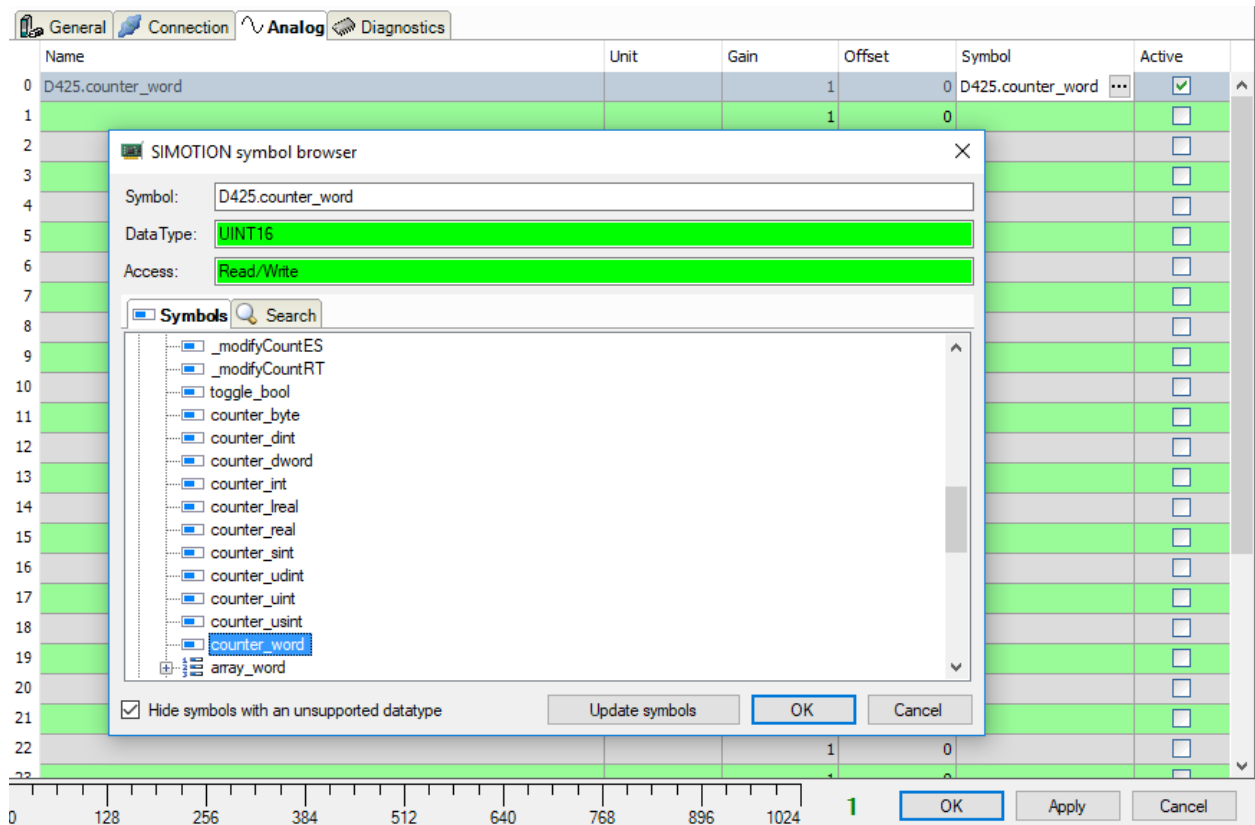 General Connection Analog Diagnostics
Name Unit Gain Offset Symbol Active
0 D425.counter_word 1 0 D425.counter_word ...
1 1 0
2
SIMOTION symbol browser
3
Symbol: D425.counter_word
4
5 DataType: UINT16
6 Access: Read/Write
7
Symbols Search
8
_modifyCountES
9 _modifyCountRT
10 toggle_bool
11 counter_byte
12 counter_dint
counter_dword
13 counter_int
14 counter_lreal
15 counter_real
16 counter_sint
counter_udint
17 counter_uint
18 counter_usint
counter_word
19 array_word
20
21 Hide symbols with an unsupported datatype Update symbols OK Cancel
22 1 0
23 1 0
0 128 256 384 512 640 768 896 1024 1 OK Apply Cancel